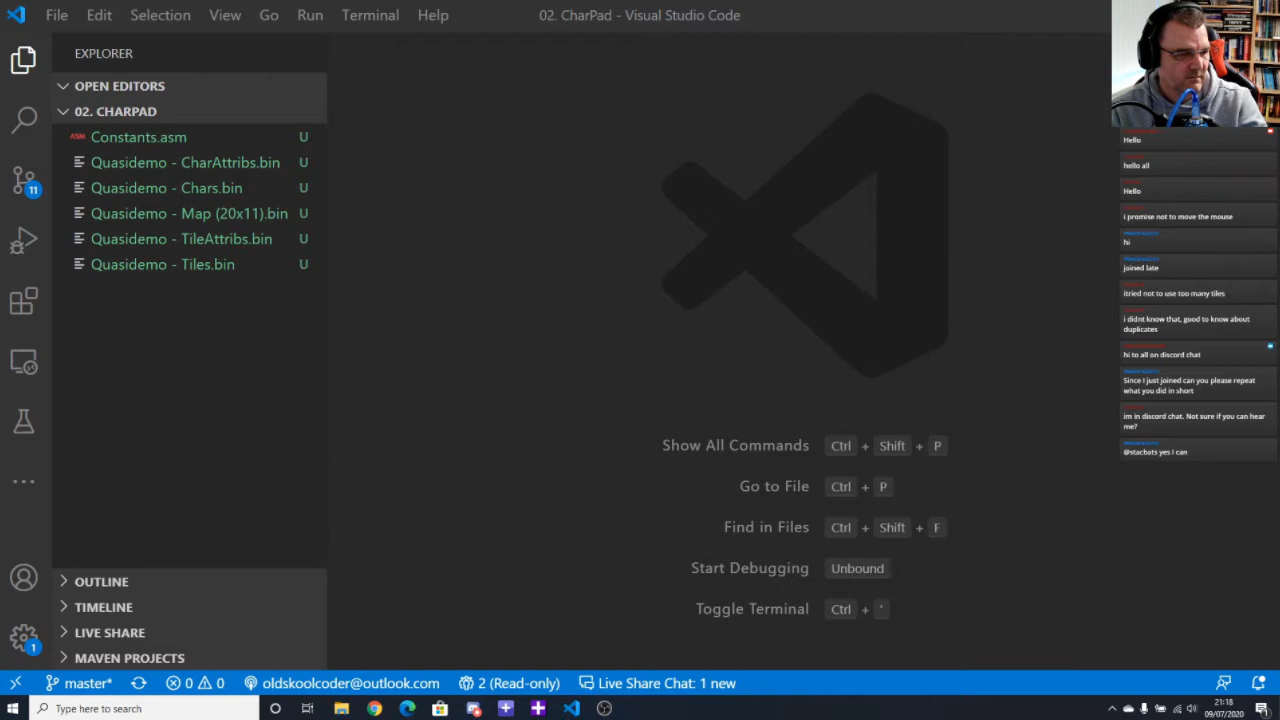 File Edit Selection View Go Run Terminal Help
02. CharPad - Visual Studio Code
EXPLORER
OPEN EDITORS
02. CHARPAD
ASM Constants.asm U
Quasidemo - CharAttribs.bin U
Quasidemo - Chars.bin U
Quasidemo - Map (20x11).bin U
Quasidemo - TileAttribs.bin U
Quasidemo - Tiles.bin U
11
Show All Commands Ctrl + Shift + P
Go to File Ctrl + P
Find in Files Ctrl + Shift + F
Start Debugging Unbound
Toggle Terminal Ctrl + '
OUTLINE
TIMELINE
LIVE SHARE
MAVEN PROJECTS
1
Hello
hello all
Hello
i promise not to move the mouse
hi
joined late
itried not to use too many tiles
i didnt know that, good to know about
duplicates
hi to all on discord chat
Since I just joined can you please repeat
what you did in short
im in discord chat. Not sure if you can hear
me?
@stacbats yes I can
master* 0 0 oldskoolcoder@outlook.com 2 (Read-only) Live Share Chat: 1 new
Type here to search
21:18
09/07/2020